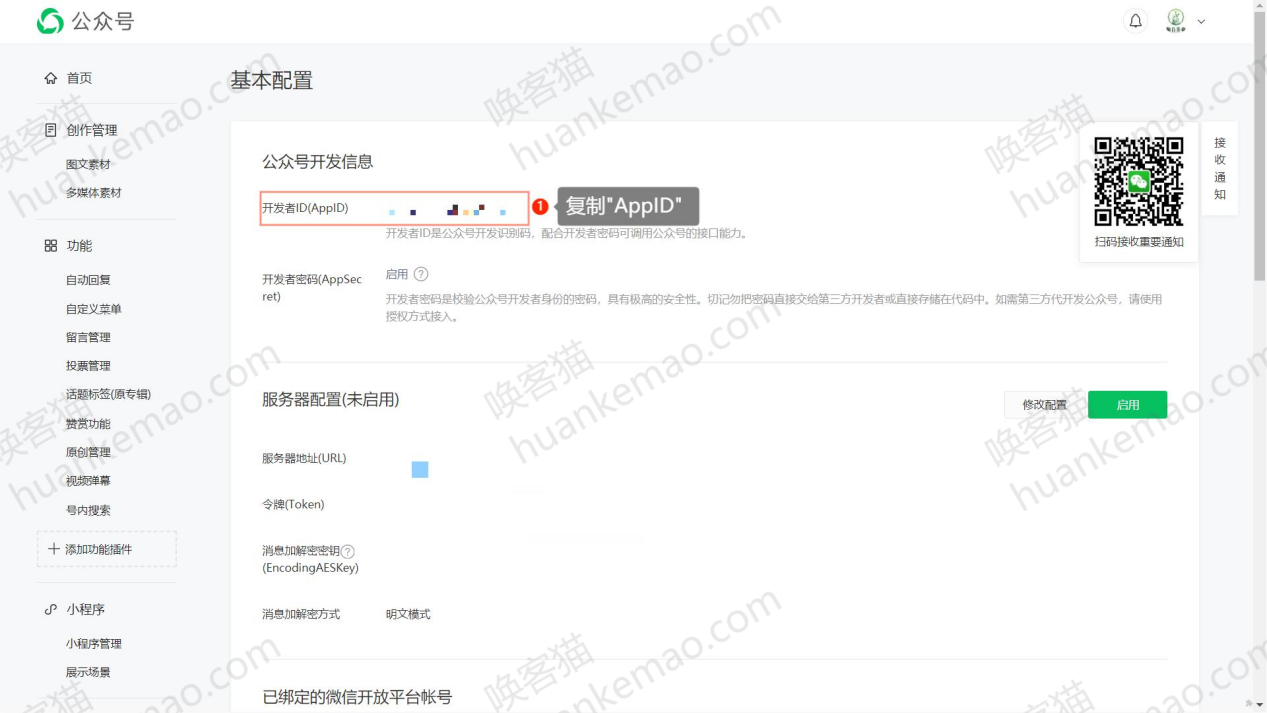 公众号
首页
创作管理
图文素材
多媒体素材
功能
自动回复
自定义菜单
留言管理
投票管理
话题标签(原专辑)
赞赏功能
原创管理
视频弹幕
号内搜索
添加功能插件
小程序
小程序管理
展示场景
基本配置
公众号开发信息
开发者ID(AppID)
1
复制"AppID"
开发者ID是公众号开发识别码，配合开发者密码可调用公众号的接口能力。
开发者密码(AppSec
ret)
启用 ?
开发者密码是校验公众号开发者身份的密码，具有极高的安全性。切记勿把密码直接交给第三方开发者或直接存储在代码中。如需第三方代开发公众号，请使用
授权方式接入。
服务器配置(未启用)
修改配置
启用
服务器地址(URL)
令牌(Token)
消息加解密密钥?
(EncodingAESKey)
消息加解密方式
明文模式
已绑定的微信开放平台帐号
扫码接收重要通知
接
收
通
知
唤客猫
huankemao.com